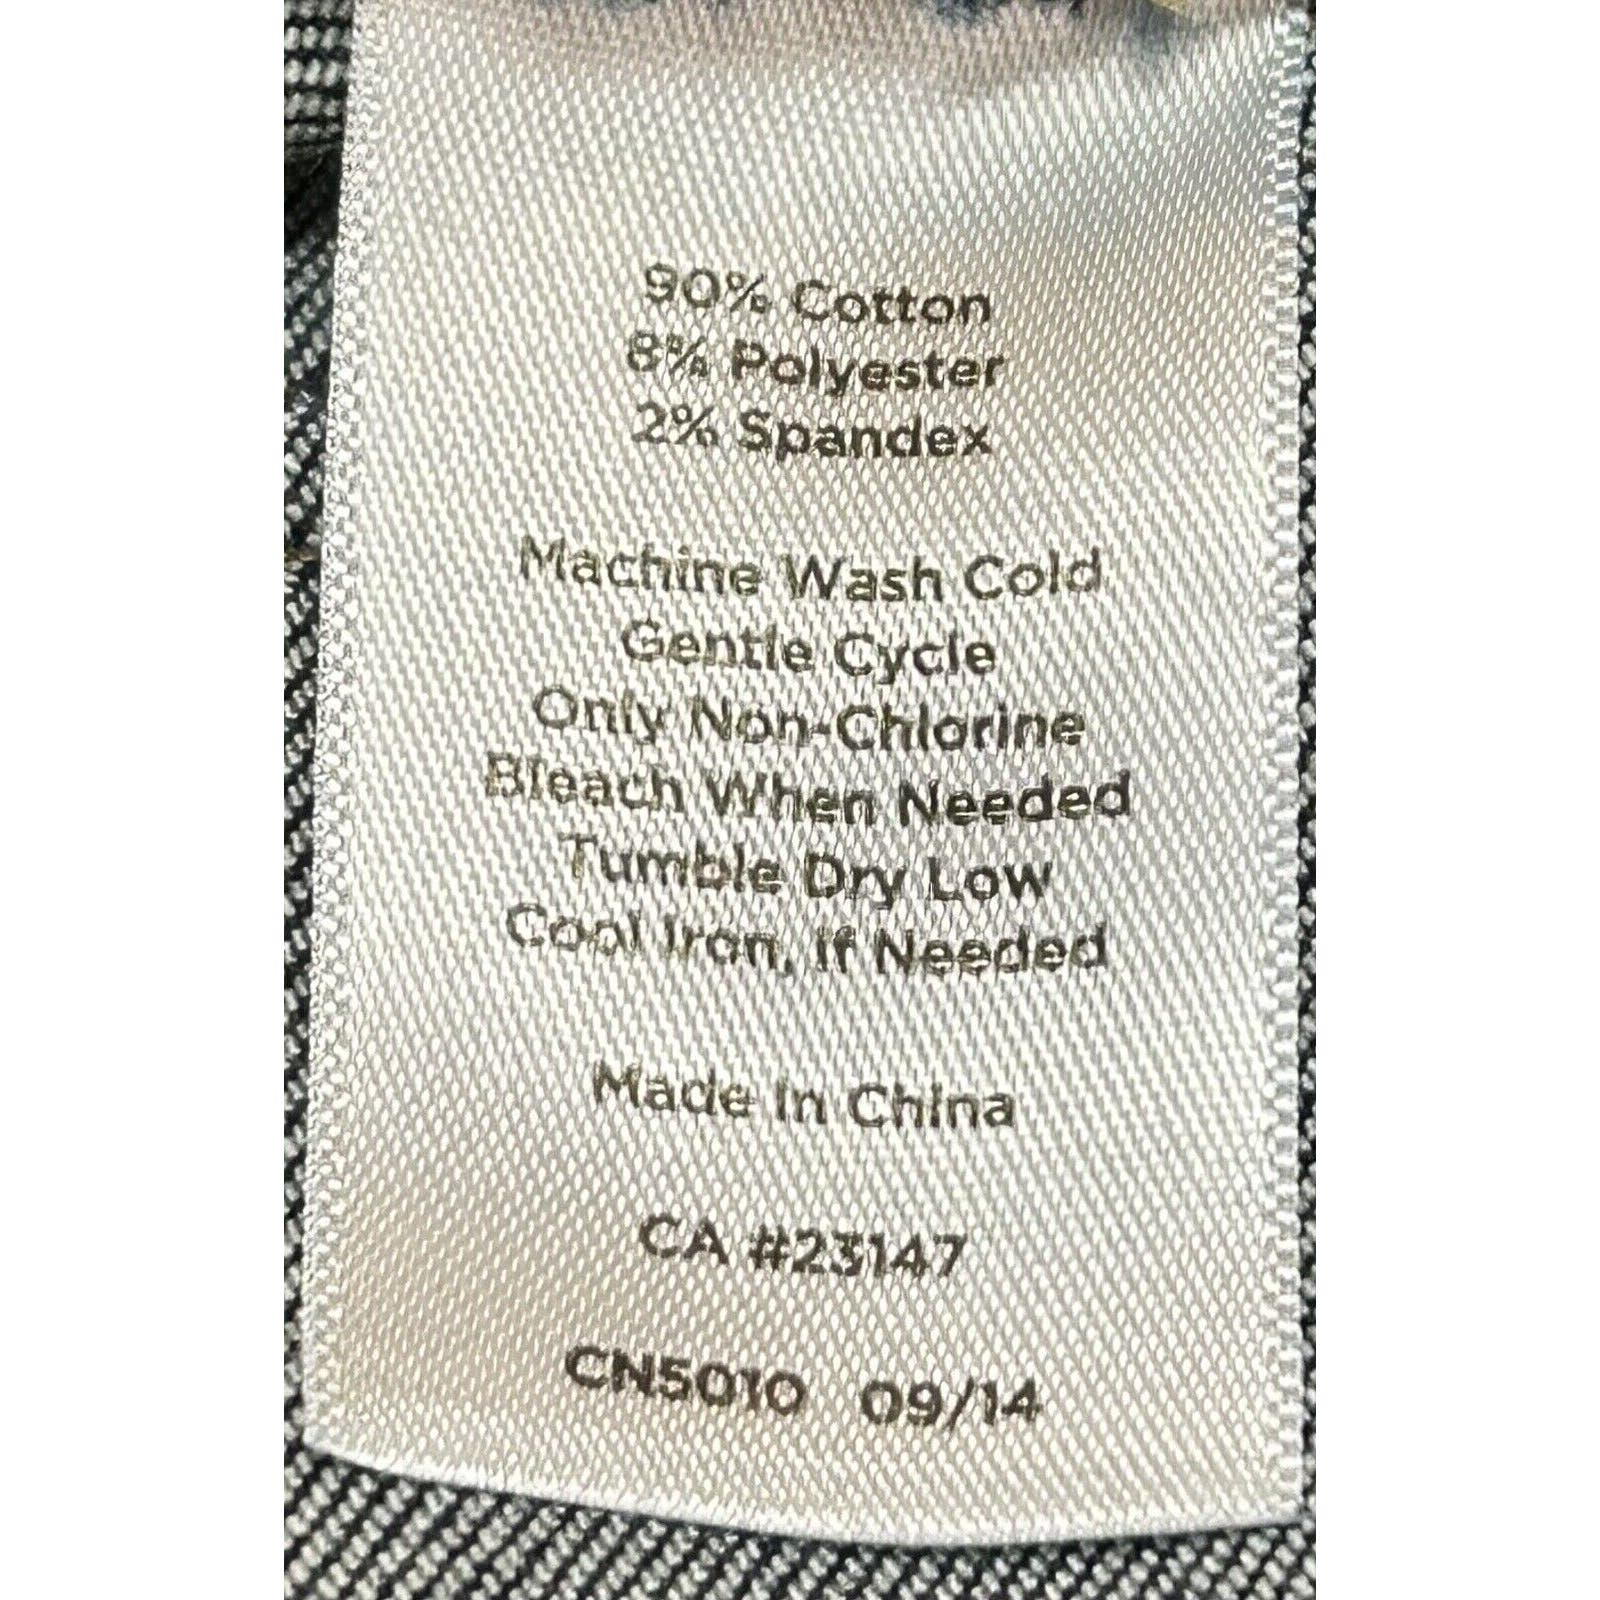 90% Cotton
8% Polyester
2% Spandex
Machine Wash Cold
Gentle Cycle
Only Non-Chlorine
Bleach When Needed
Tumble Dry Low
Cool Iron, If Needed
Made In China
CA #23147
CN5010 09/14